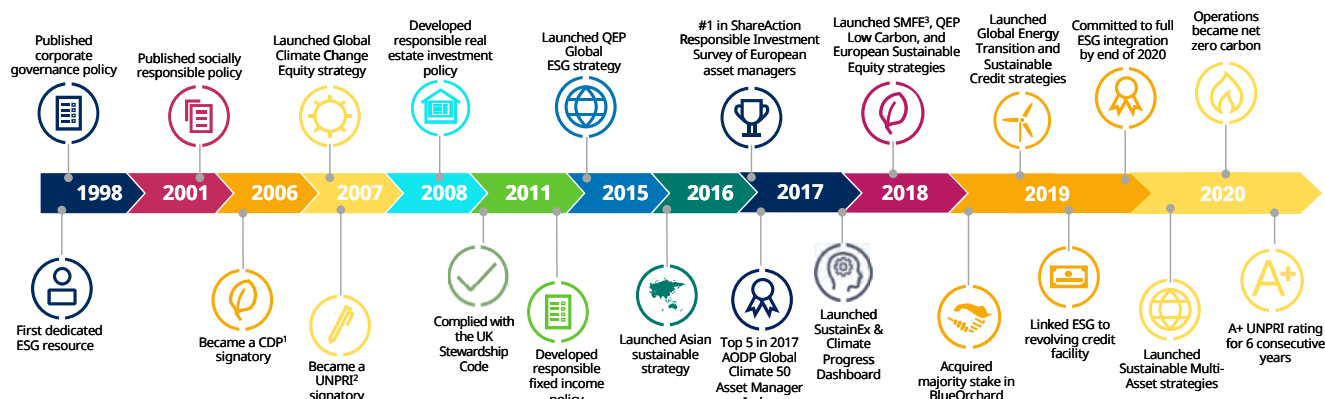 Published
corporate
governance policy
Published socially
responsible policy
Launched Global
Climate Change
Equity strategy
Developed
responsible real
estate investment
policy
Launched QEP
Global
ESG strategy
#1 in ShareAction
Responsible Investment
Survey of European
asset managers
Launched SMFE³, QEP
Low Carbon, and
European Sustainable
Equity strategies
Launched
Global Energy
Transition and
Sustainable
Credit strategies
Committed to full
ESG integration
by end of 2020
Operations
became net
zero carbon
1998
2001
2006
2007
2008
2011
2015
2016
2017
2018
2019
2020
First dedicated
ESG resource
Became a CDP¹
signatory
Became a
UNPRI²
signatory
Complied with
the UK
Stewardship
Code
Developed
responsible
fixed income
policy
Launched Asian
sustainable
strategy
Top 5 in 2017
AODP Global
Climate 50
Asset Manager
Launched
SustainEx &
Climate
Progress
Dashboard
Acquired
majority stake in
BlueOrchard
Linked ESG to
revolving credit
facility
Launched
Sustainable Multi-
Asset strategies
A+
A+ UNPRI rating
for 6 consecutive
years